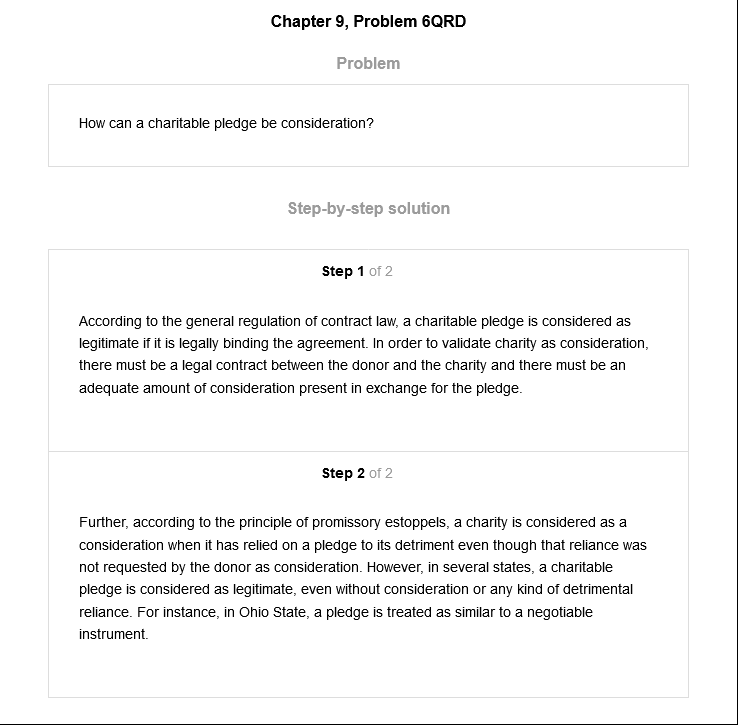 Chapter 9, Problem 6QRD
Problem
How can a charitable pledge be consideration?
Step-by-step solution
Step 1 of 2
According to the general regulation of contract law, a charitable pledge is considered as
legitimate if it is legally binding the agreement. In order to validate charity as consideration,
there must be a legal contract between the donor and the charity and there must be an
adequate amount of consideration present in exchange for the pledge.
Step 2 of 2
Further, according to the principle of promissory estoppels, a charity is considered as a
consideration when it has relied on a pledge to its detriment even though that reliance was
not requested by the donor as consideration. However, in several states, a charitable
pledge is considered as legitimate, even without consideration or any kind of detrimental
reliance. For instance, in Ohio State, a pledge is treated as similar to a negotiable
instrument.